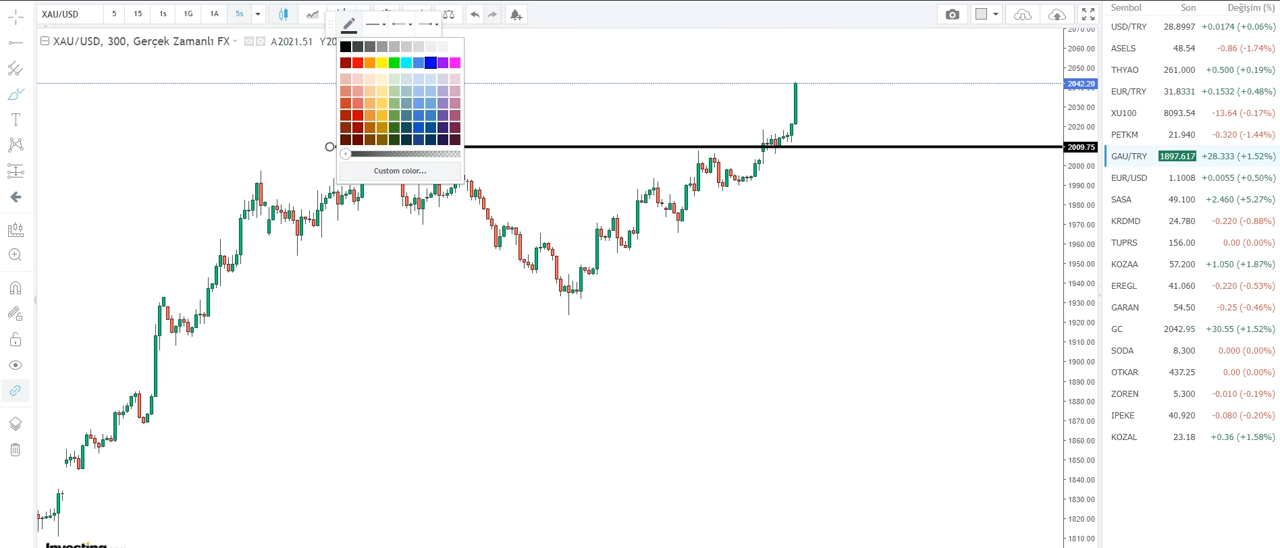 XAU/USD 5 15 1s 1G 1A 5s
XAU/USD, 300, Gerçek Zamanlı FX A2021.51
Custom color...
2060.00
2050.00
2042.20
2030.00
2020.00
2009.75
2000.00
1990.00
1980.00
1970.00
1960.00
1950.00
1940.00
1930.00
1920.00
1910.00
1900.00
1890.00
1880.00
1870.00
1860.00
1850.00
1840.00
1830.00
1820.00
1810.00
Investing
Sembol Son Değişim (%)
USD/TRY 28.8997 +0.0174 (+0.06%)
ASELS 48.54 -0.86 (-1.74%)
THYAO 261.000 +0.500 (+0.19%)
EUR/TRY 31.8331 +0.1532 (+0.48%)
XU100 8093.54 -13.64 (-0.17%)
PETKM 21.940 -0.320 (-1.44%)
GAU/TRY 1897.617 +28.333 (+1.52%)
EUR/USD 1.1008 +0.0055 (+0.50%)
SASA 49.100 +2.460 (+5.27%)
KRDMD 24.780 -0.220 (-0.88%)
TUPRS 156.00 0.00 (0.00%)
KOZAA 57.200 +1.050 (+1.87%)
EREGL 41.060 -0.220 (-0.53%)
GARAN 54.50 -0.25 (-0.46%)
GC 2042.95 +30.55 (+1.52%)
SODA 8.300 0.000 (0.00%)
OTKAR 437.25 0.00 (0.00%)
ZOREN 5.300 -0.010 (-0.19%)
IPEKE 40.920 -0.080 (-0.20%)
KOZAL 23.18 +0.36 (+1.58%)